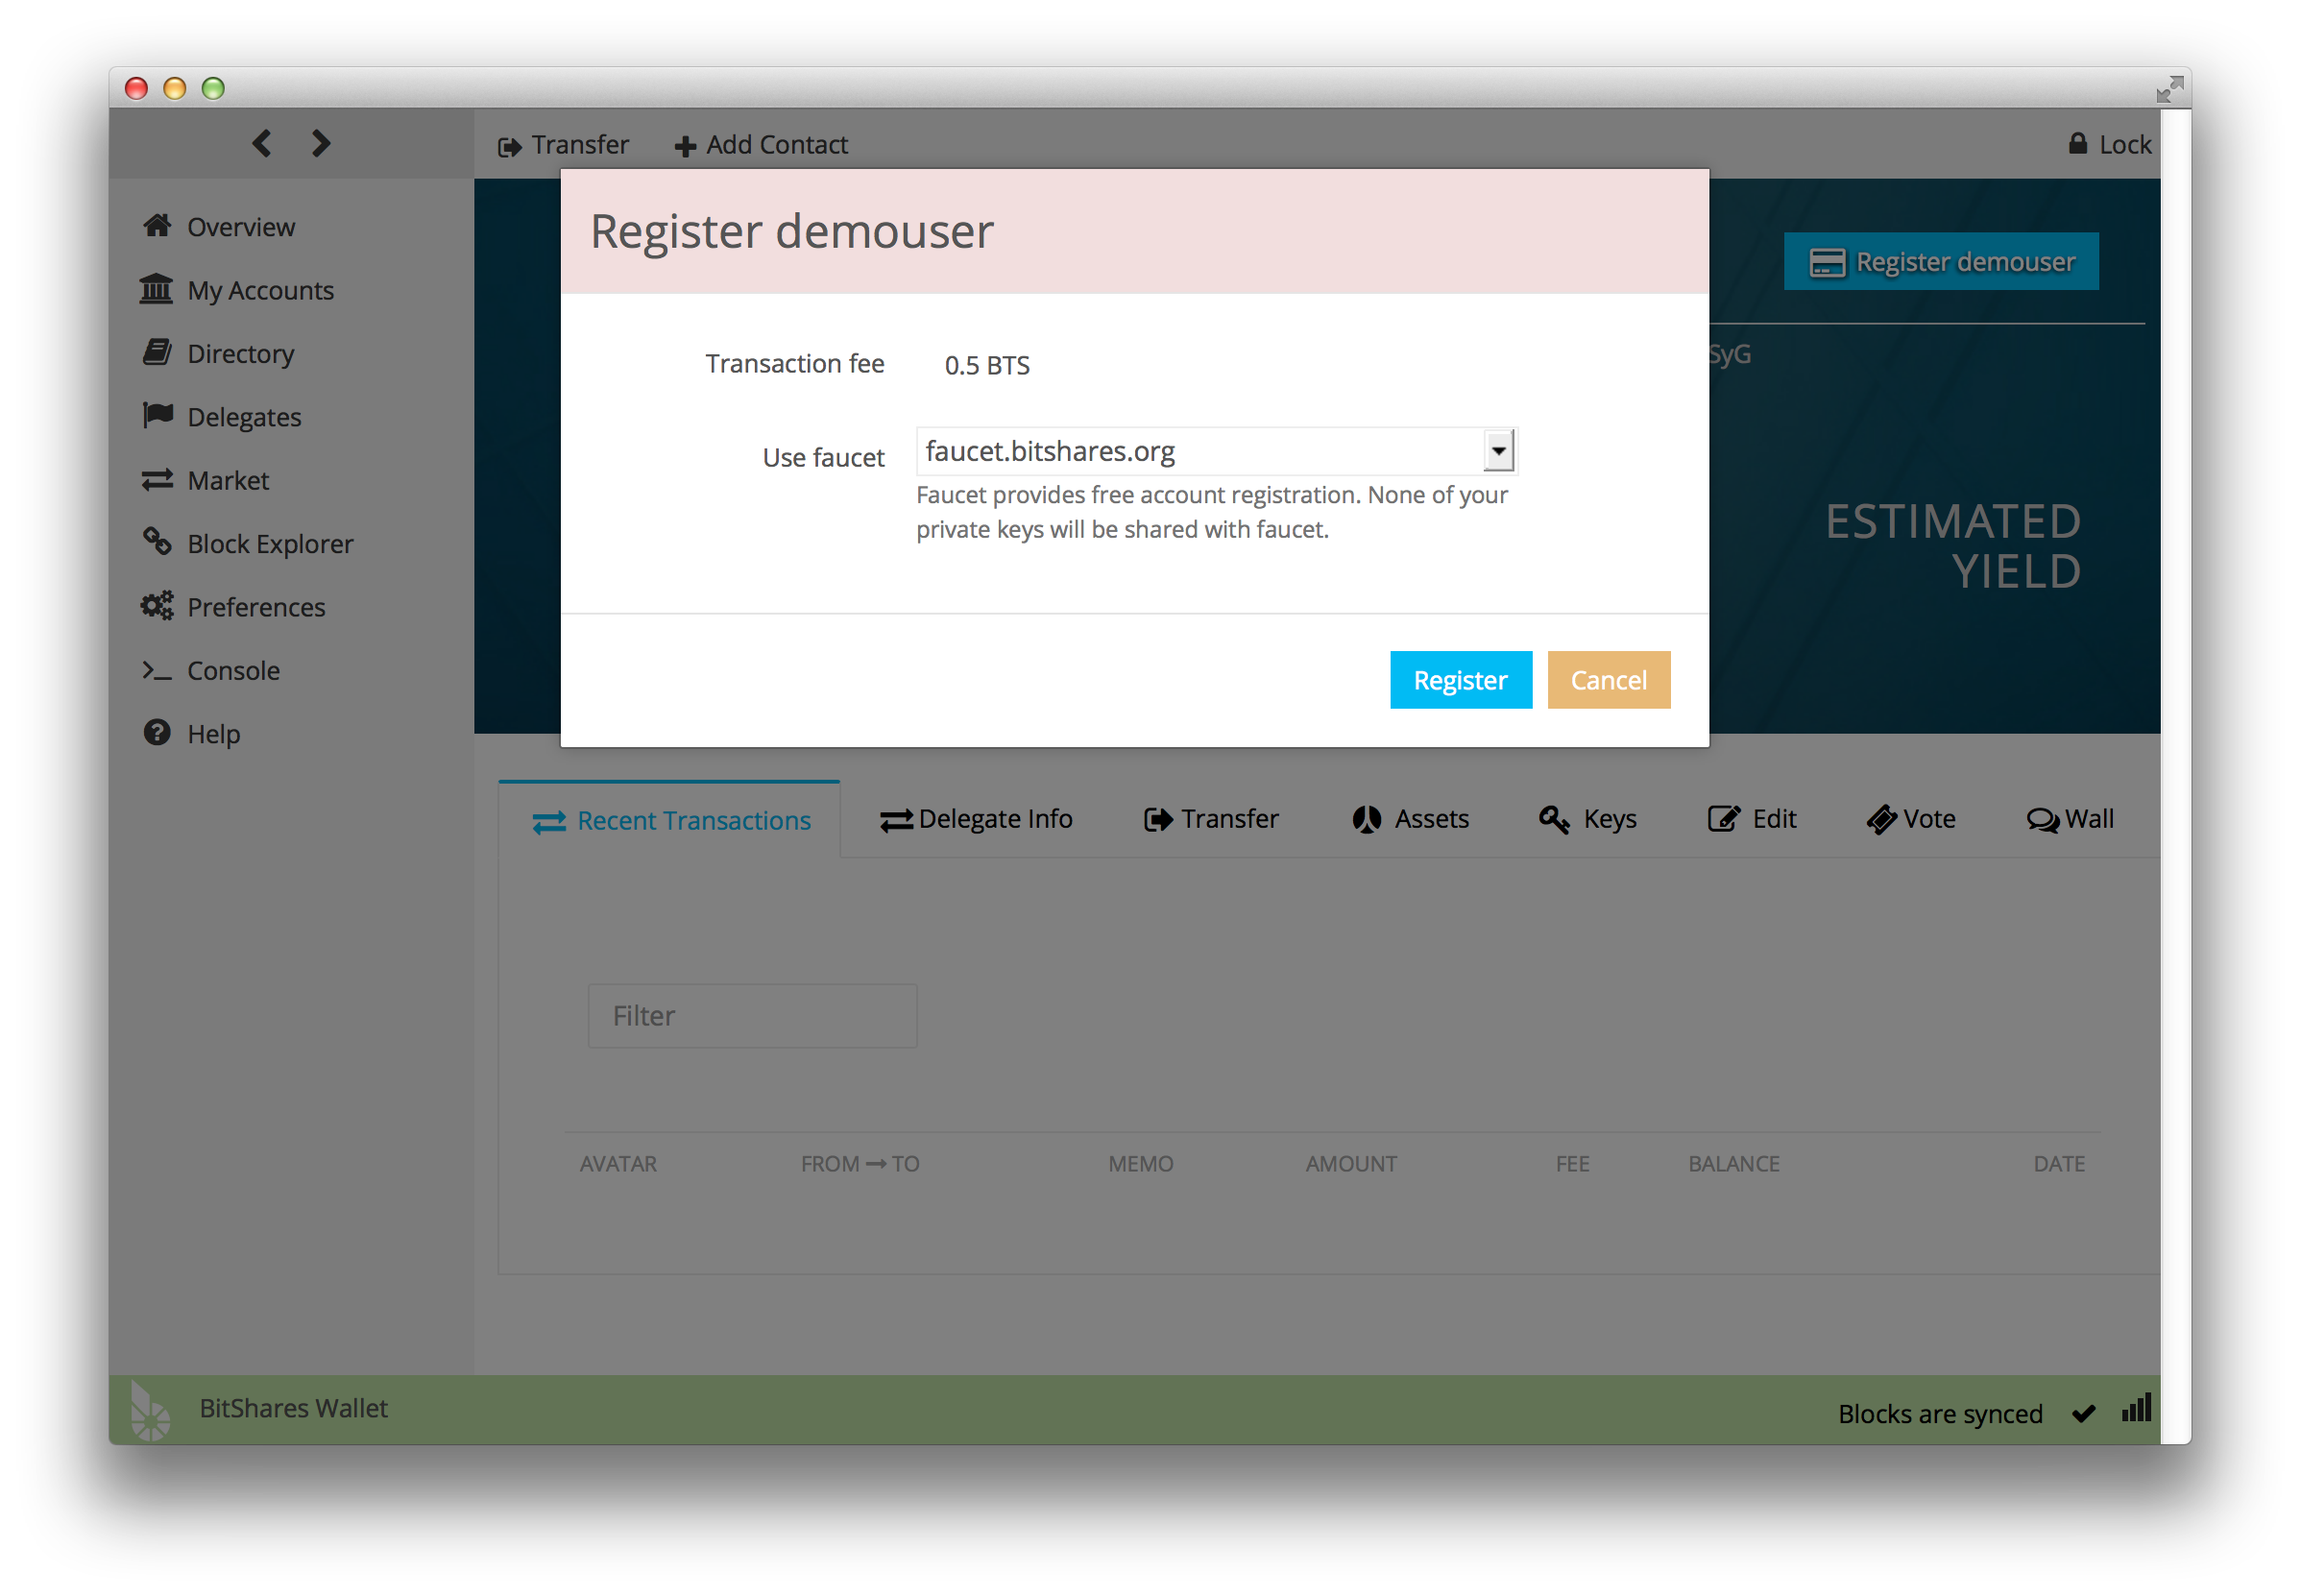 Transfer
Add Contact
Lock
Overview
My Accounts
Directory
Delegates
Market
Block Explorer
Preferences
Console
Help
Register demouser
Transaction fee
0.5 BTS
Use faucet
faucet.bitshares.org
Faucet provides free account registration. None of your
private keys will be shared with faucet.
Register
Cancel
Register demouser
SyG
ESTIMATED
YIELD
Recent Transactions
Delegate Info
Transfer
Assets
Keys
Edit
Vote
Wall
Filter
AVATAR
FROM → TO
MEMO
AMOUNT
FEE
BALANCE
DATE
BitShares Wallet
Blocks are synced